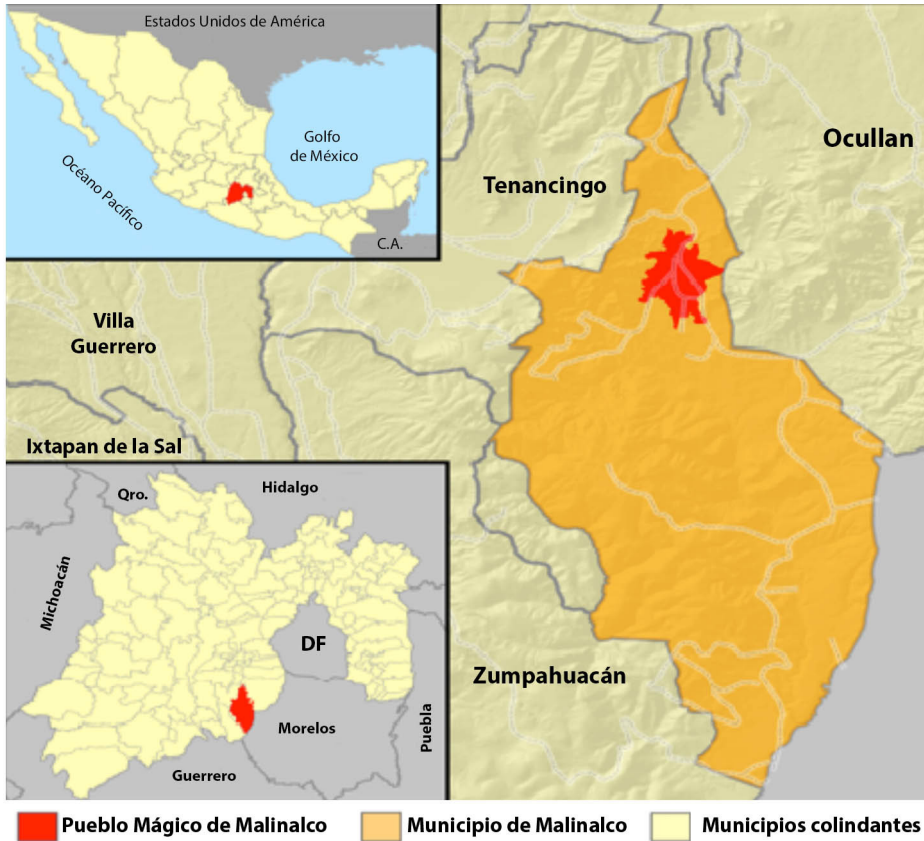 Estados Unidos de América
Golfo
de México
Océano Pacífico
C.A.
Ocullan
Tenancingo
Villa
Guerrero
Ixtapan de la Sal
Zumpahuacán
Qro.
Hidalgo
Michoacán
DF
Morelos
Puebla
Guerrero
Pueblo Mágico de Malinalco
Municipio de Malinalco
Municipios colindantes